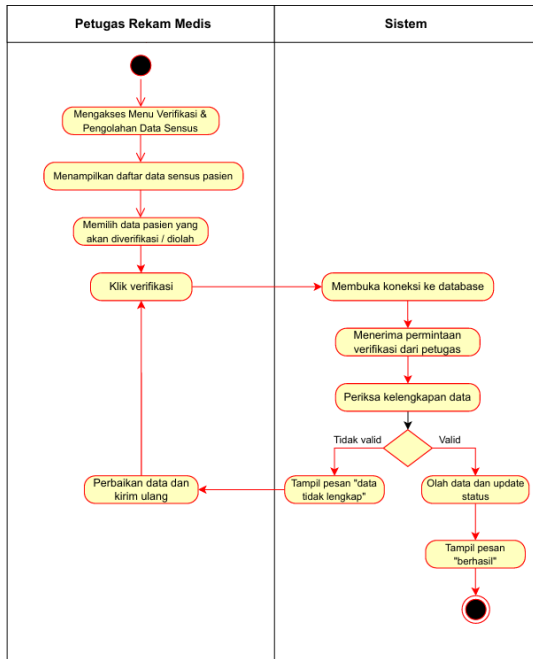 Petugas Rekam Medis
Sistem
Mengakses Menu Verifikasi &
Pengolahan Data Sensus
Menampilkan daftar data sensus pasien
Memilih data pasien yang
akan diverifikasi / diolah
Klik verifikasi
Membuka koneksi ke database
Menerima permintaan
verifikasi dari petugas
Periksa kelengkapan data
Tidak valid
Valid
Perbaikan data dan
kirim ulang
Tampil pesan "data
tidak lengkap"
Olah data dan update
status
Tampil pesan
"berhasil"